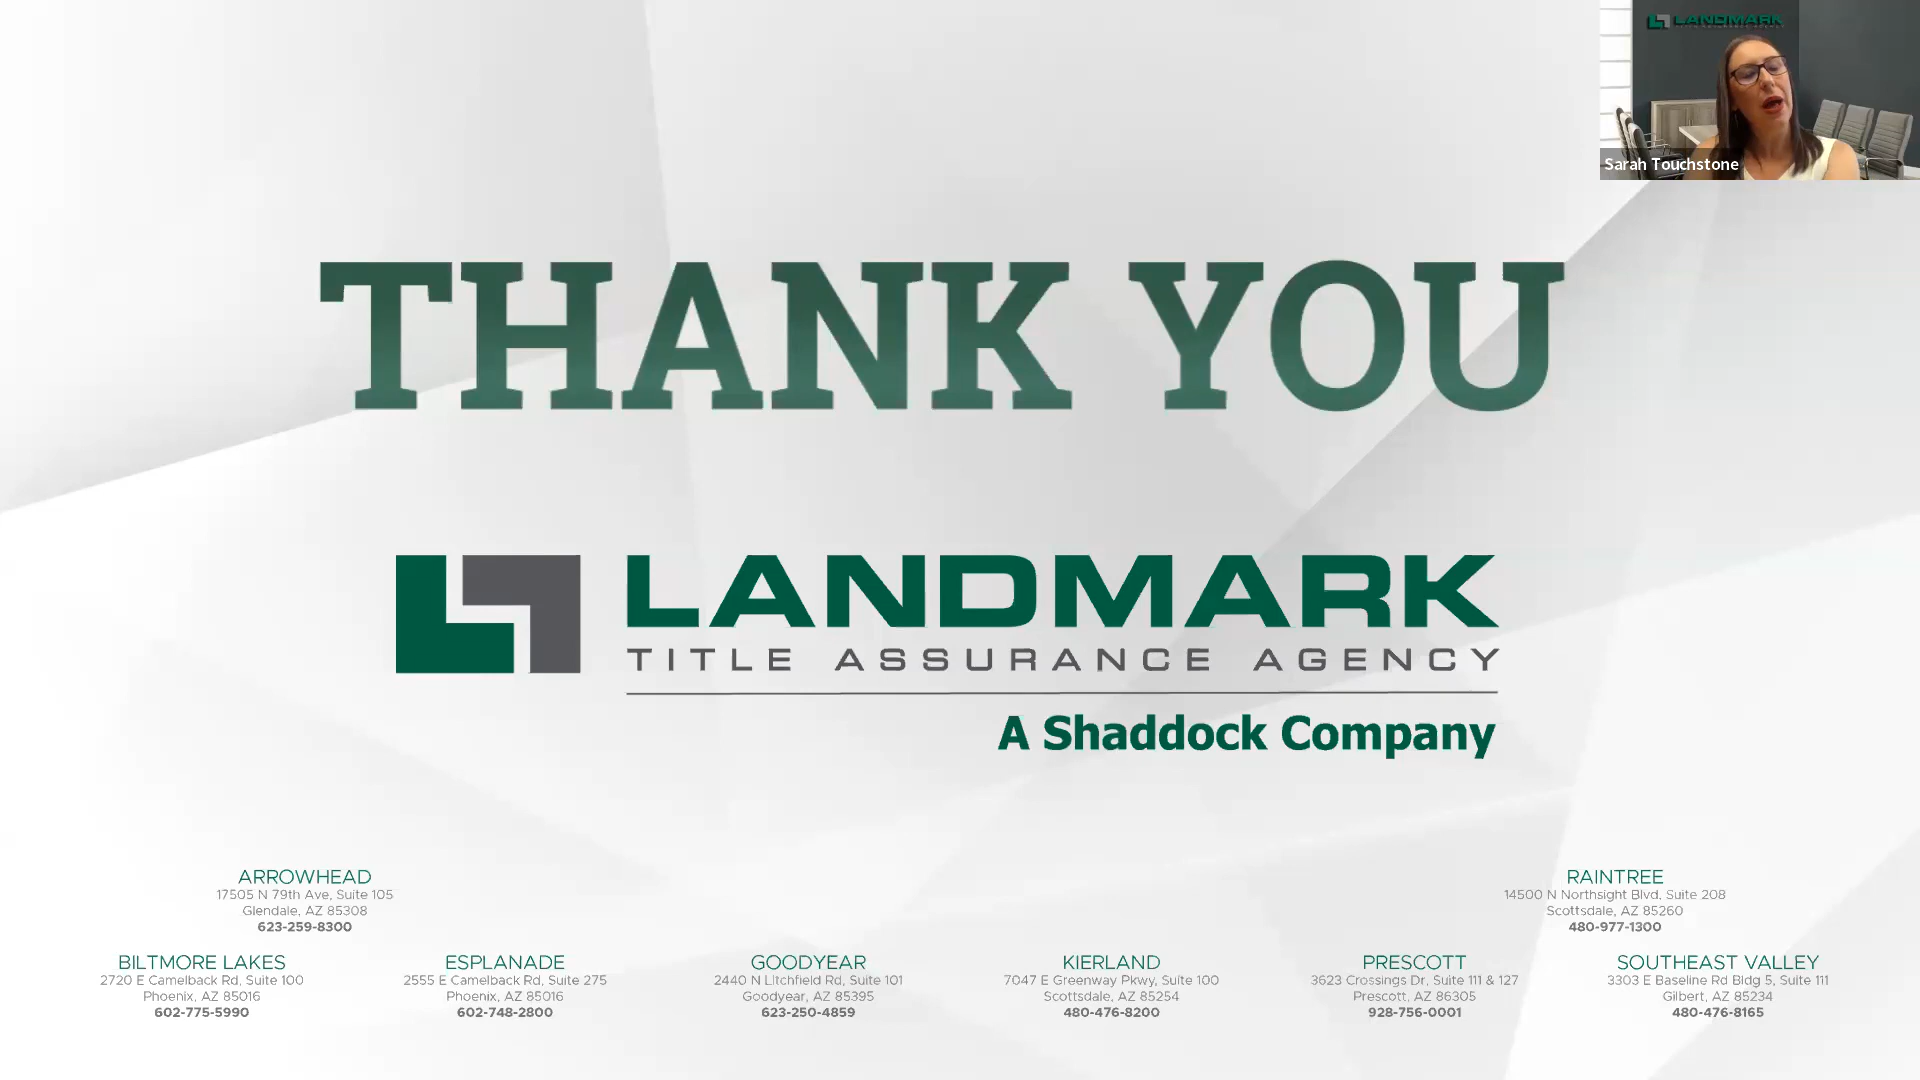 LANDMARK
Sarah Touchstone
THANK YOU
LANDMARK
TITLE ASSURANCE AGENCY
A Shaddock Company
ARROWHEAD
17505 N 79th Ave, Suite 105
Glendale, AZ 85308
623-259-8300
RAINTREE
14500 N Northsight Blvd, Suite 208
Scottsdale, AZ 85260
480-977-1300
BILTMORE LAKES
2720 E Camelback Rd, Suite 100
Phoenix, AZ 85016
602-775-5990
ESPLANADE
2555 E Camelback Rd, Suite 275
Phoenix, AZ 85016
602-748-2800
GOODYEAR
2440 N Litchfield Rd, Suite 101
Goodyear, AZ 85395
623-250-4859
KIERLAND
7047 E Greenway Pkwy, Suite 100
Scottsdale, AZ 85254
480-476-8200
PRESCOTT
3623 Crossings Dr, Suite 111 & 127
Prescott, AZ 86305
928-756-0001
SOUTHEAST VALLEY
3303 E Baseline Rd Bldg 5, Suite 111
Gilbert, AZ 85234
480-476-8165